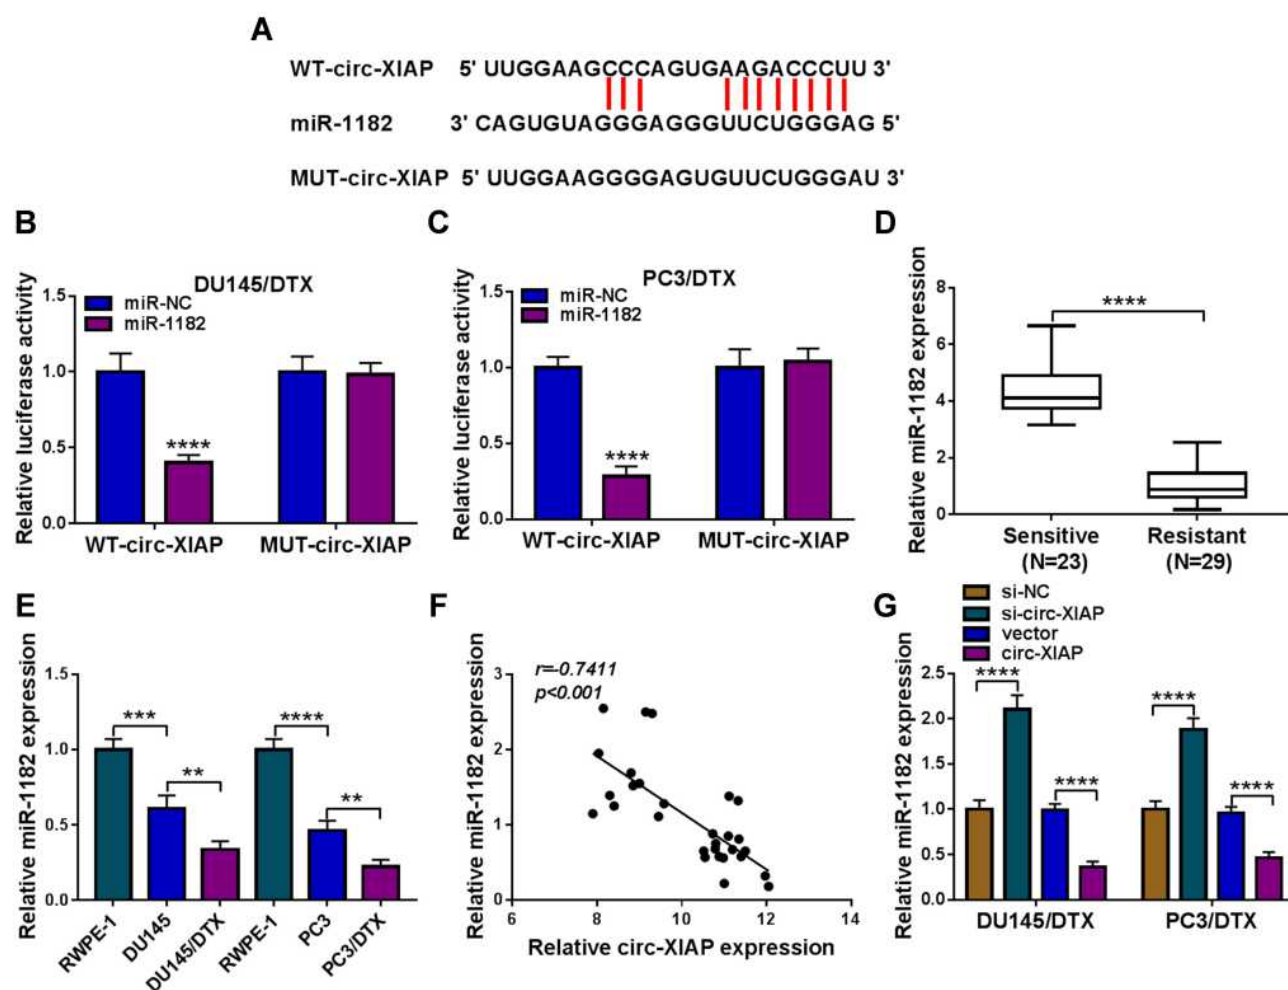 A
WT-circ-XIAP 5' UUGGAAGCCCAGUGAAGACCCUU 3'
miR-1182 3' CAGUGUAGGGAGGGUUCUGGGAG 5'
MUT-circ-XIAP 5' UUGGAAGGGGAGUGUUCUGGGAU 3'
B
DU145/DTX
miR-NC
miR-1182
Relative luciferase activity
1.5
1.0
0.5
0.0
****
WT-circ-XIAP MUT-circ-XIAP
C
PC3/DTX
miR-NC
miR-1182
Relative luciferase activity
1.5
1.0
0.5
0.0
****
WT-circ-XIAP MUT-circ-XIAP
D
Relative miR-1182 expression
8
6
4
2
0
****
Sensitive Resistant
(N=23) (N=29)
E
Relative miR-1182 expression
1.5
1.0
0.5
0.0
***
**
****
**
RWPE-1 DU145 DU145/DTX RWPE-1 PC3 PC3/DTX
F
r=-0.7411
p<0.001
Relative miR-1182 expression
3
2
1
0
6 8 10 12 14
Relative circ-XIAP expression
G
si-NC
si-circ-XIAP
vector
circ-XIAP
Relative miR-1182 expression
2.5
2.0
1.5
1.0
0.5
0.0
****
****
****
****
DU145/DTX PC3/DTX